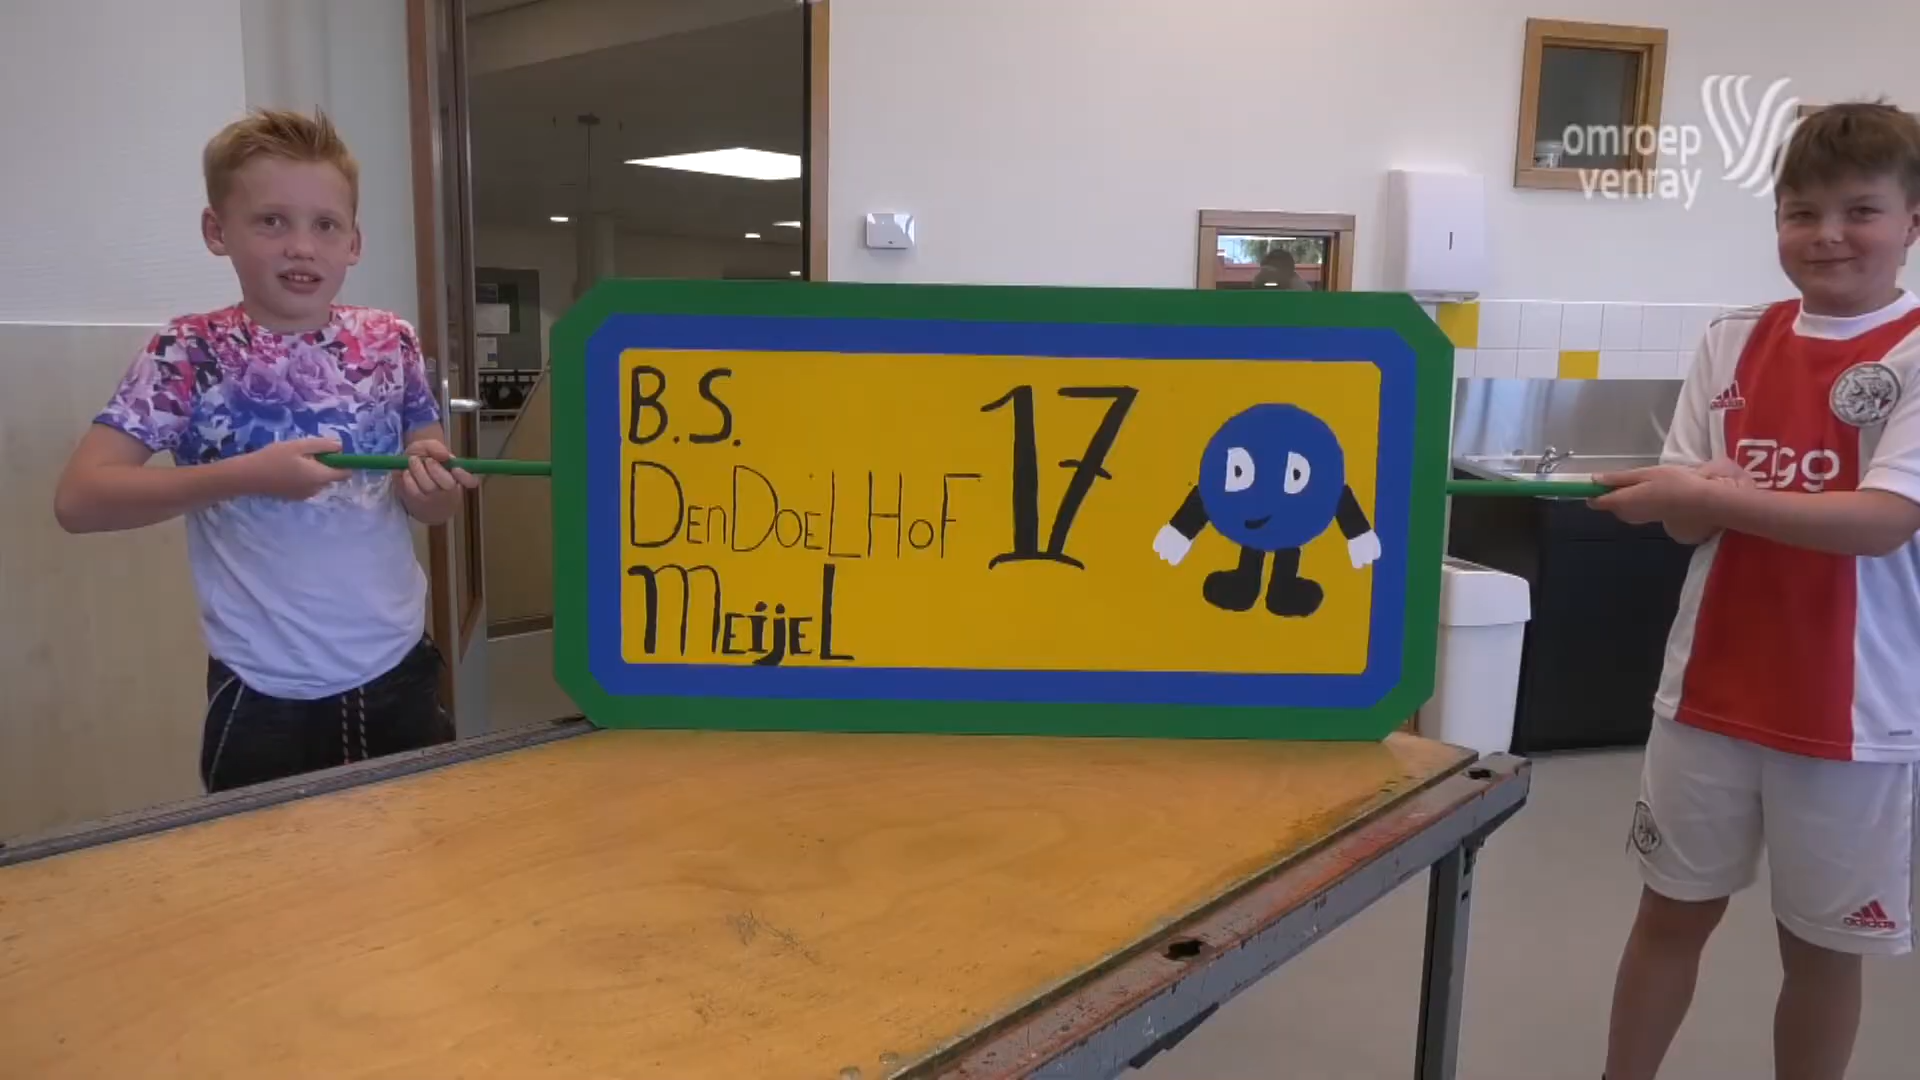 omroep
venray
B.S.
DenDoeLHoF
MeijeL
17
ZIGGO
adidas
adidas